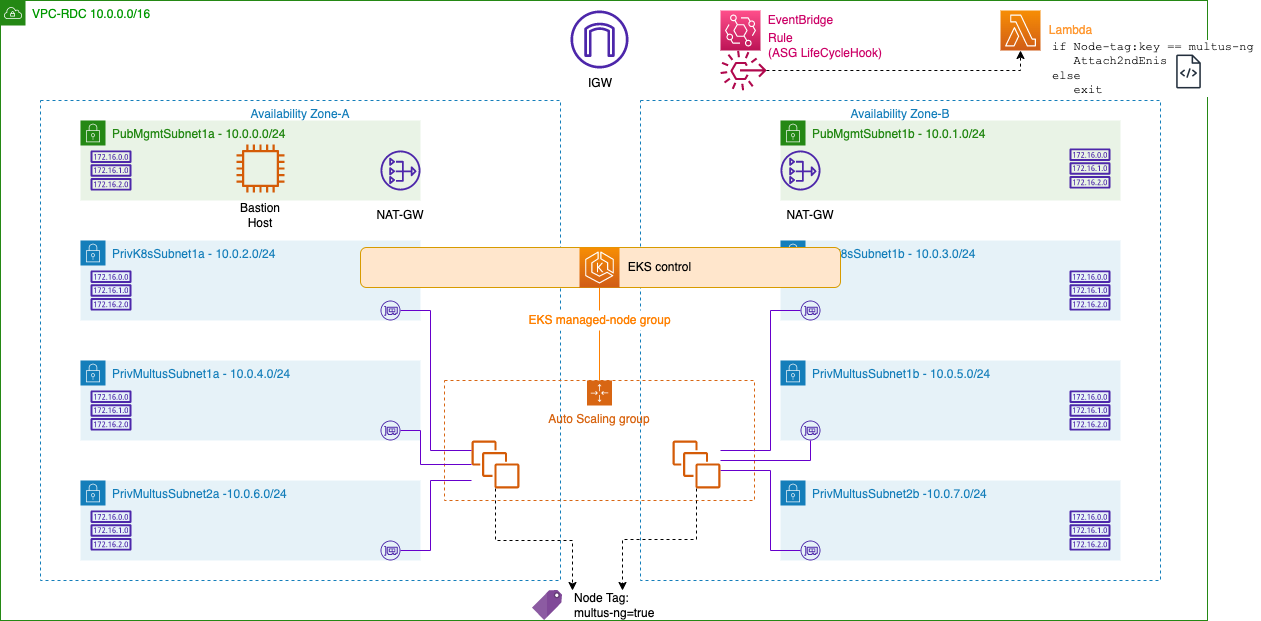 VPC-RDC 10.0.0.0/16
IGW
EventBridge
Rule
(ASG LifeCycleHook)
Lambda
if Node-tag:key == multus-ng
Attach2ndEnis
else
exit
</>
Availability Zone-A
PubMgmtSubnet1a - 10.0.0.0/24
172.16.0.0
172.16.1.0
172.16.2.0
Bastion
Host
NAT-GW
Availability Zone-B
PubMgmtSubnet1b - 10.0.1.0/24
172.16.0.0
172.16.1.0
172.16.2.0
NAT-GW
PrivK8sSubnet1a - 10.0.2.0/24
172.16.0.0
172.16.1.0
172.16.2.0
K
EKS control
8sSubnet1b - 10.0.3.0/24
172.16.0.0
172.16.1.0
172.16.2.0
EKS managed-node group
PrivMultusSubnet1a - 10.0.4.0/24
172.16.0.0
172.16.1.0
172.16.2.0
Auto Scaling group
PrivMultusSubnet1b - 10.0.5.0/24
172.16.0.0
172.16.1.0
172.16.2.0
PrivMultusSubnet2a -10.0.6.0/24
172.16.0.0
172.16.1.0
172.16.2.0
PrivMultusSubnet2b -10.0.7.0/24
172.16.0.0
172.16.1.0
172.16.2.0
Node Tag:
multus-ng=true